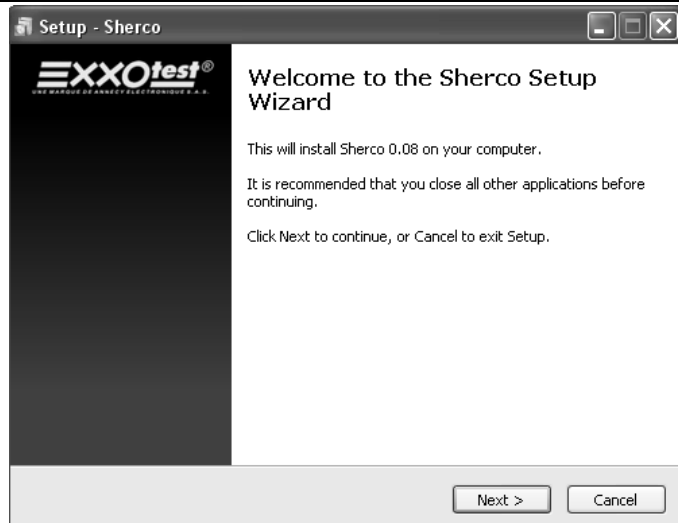 Setup - Sherco
EXXOtest®
UNE MARQUE DE ANNECY ELECTRONIQUE S.A.S.
Welcome to the Sherco Setup
Wizard
This will install Sherco 0.08 on your computer.
It is recommended that you close all other applications before
continuing.
Click Next to continue, or Cancel to exit Setup.
Next >
Cancel